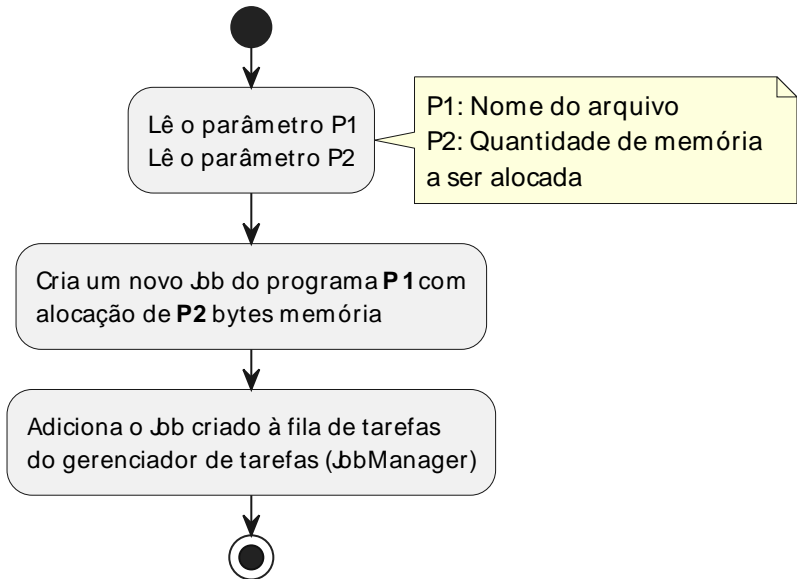 Lê o parâmetro P1
Lê o parâmetro P2
P1: Nome do arquivo
P2: Quantidade de memória
a ser alocada
Cria um novo Job do programa P1 com
alocação de P2 bytes memória
Adiciona o Job criado à fila de tarefas
do gerenciador de tarefas (JobManager)